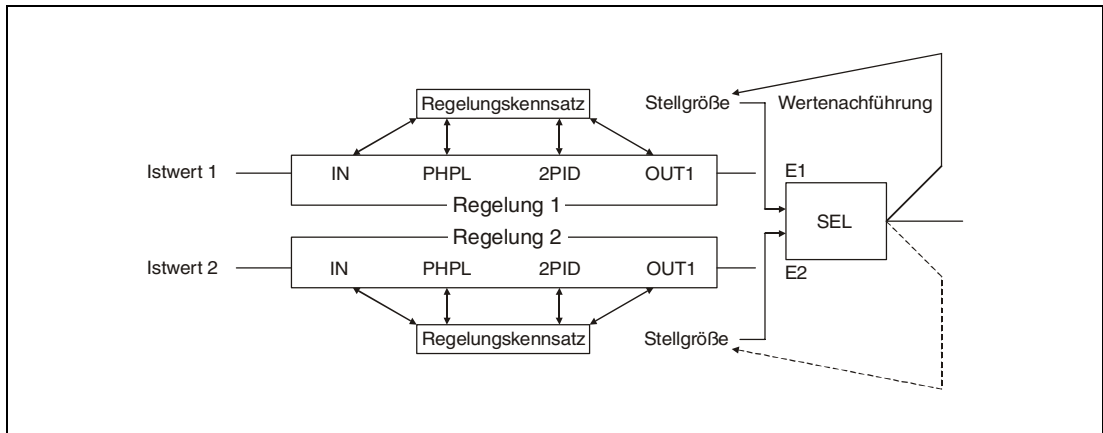 Regelungskennsatz
Stellgröße
Wertenachführung
Istwert 1
IN PHPL 2PID OUT1
Regelung 1
E1
SEL
E2
Regelung 2
Istwert 2
IN PHPL 2PID OUT1
Regelungskennsatz
Stellgröße